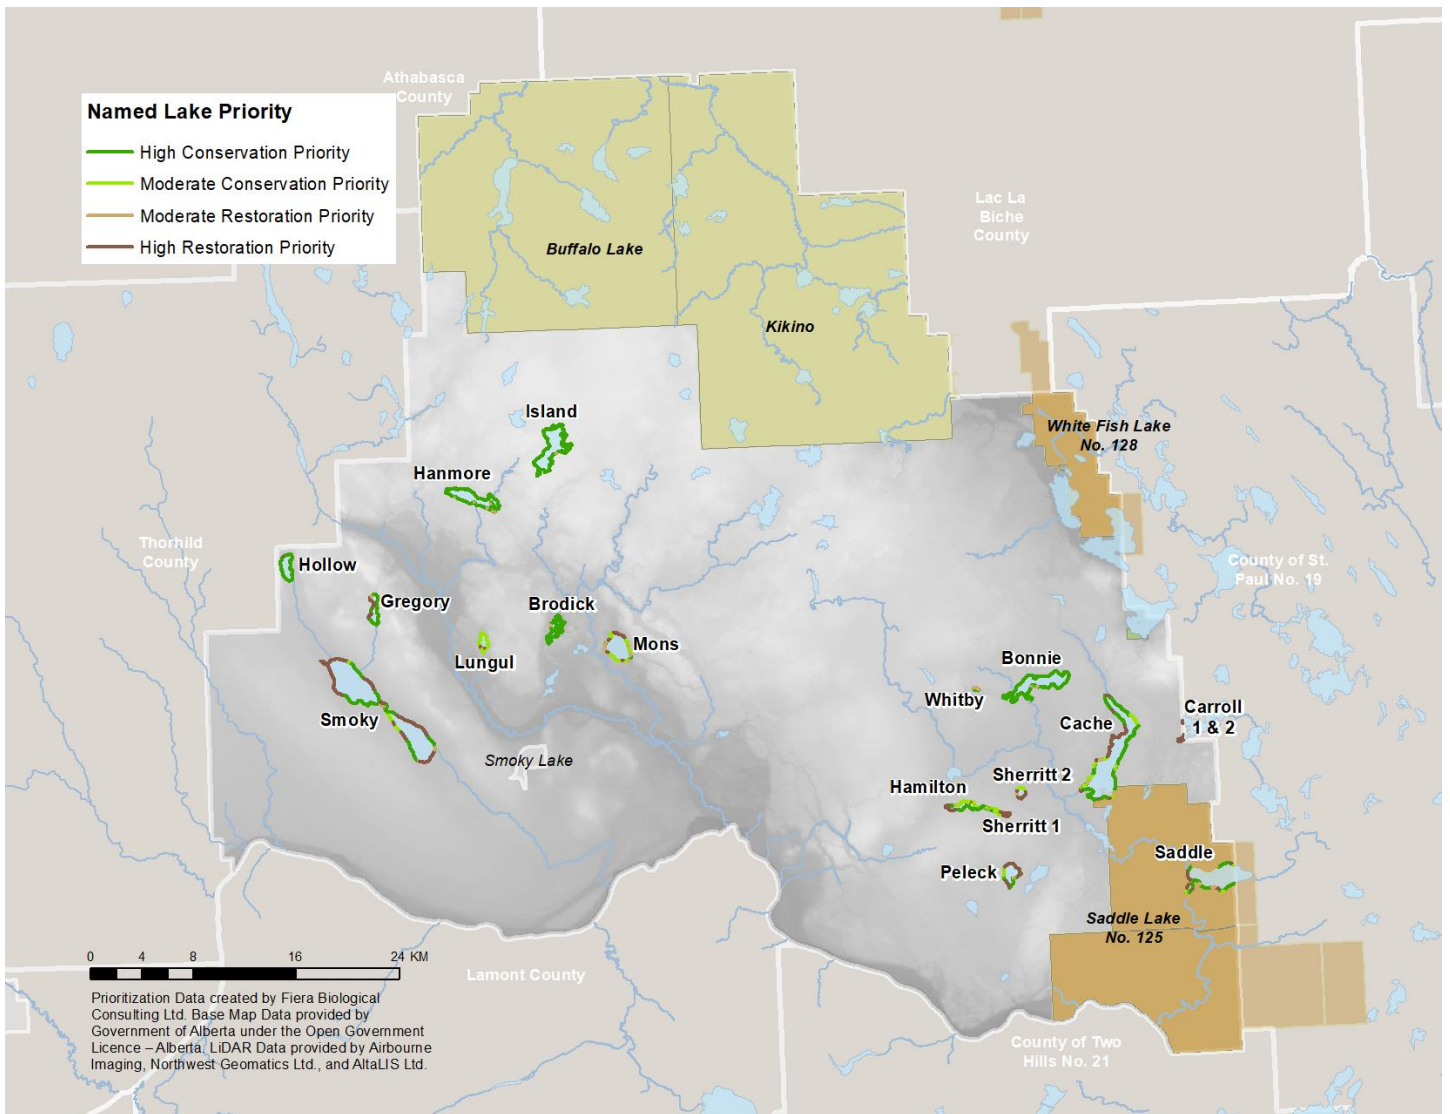 Athabasca
County
Named Lake Priority
High Conservation Priority
Moderate Conservation Priority
Moderate Restoration Priority
High Restoration Priority
Lac La
Biche
County
Buffalo Lake
Kikino
Island
White Fish Lake
No. 128
Hanmore
Thorhild
County
County of St.
Paul No. 19
Hollow
Gregory
Brodick
Mons
Lungul
Bonnie
Whitby
Smoky
Cache
Carroll
1 & 2
Smoky Lake
Sherritt 2
Hamilton
Sherritt 1
Saddle
Peleck
Saddle Lake
No. 125
0 4 8 16 24 KM
Lamont County
Prioritization Data created by Fiera Biological
Consulting Ltd. Base Map Data provided by
Government of Alberta under the Open Government
Licence – Alberta. LiDAR Data provided by Airbourne
Imaging, Northwest Geomatics Ltd., and AltaLIS Ltd.
County of Two
Hills No. 21